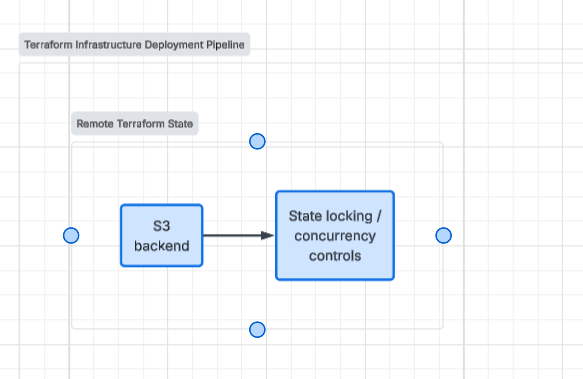 Terraform Infrastructure Deployment Pipeline
Remote Terraform State
S3
backend
State locking /
concurrency
controls